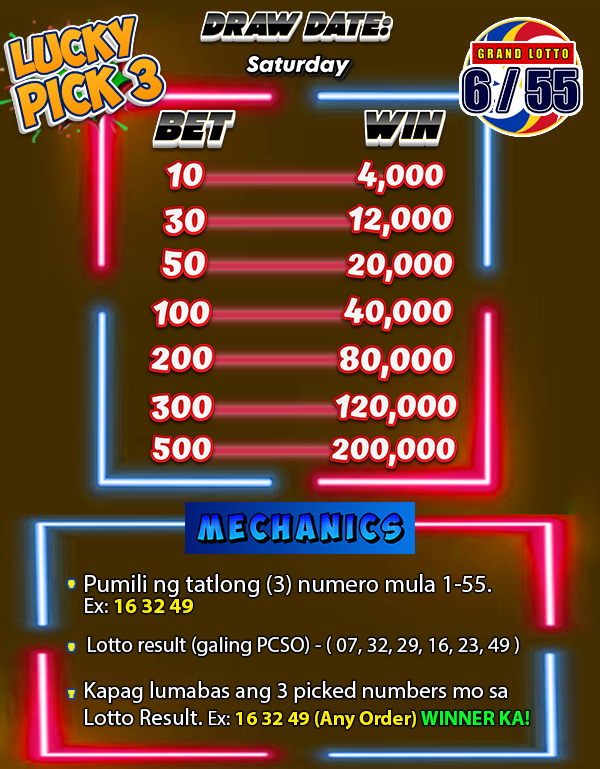 LUCKY
PICK 3
DRAW DATE:
Saturday
GRAND LOTTO
6/55
BET WIN
10 4,000
30 12,000
50 20,000
100 40,000
200 80,000
300 120,000
500 200,000
MECHANICS
Pumili ng tatlong (3) numero mula 1-55.
Ex: 16 32 49
Lotto result (galing PCSO) - ( 07, 32, 29, 16, 23, 49 )
Kapag lumabas ang 3 picked numbers mo sa
Lotto Result. Ex: 16 32 49 (Any Order) WINNER KA!